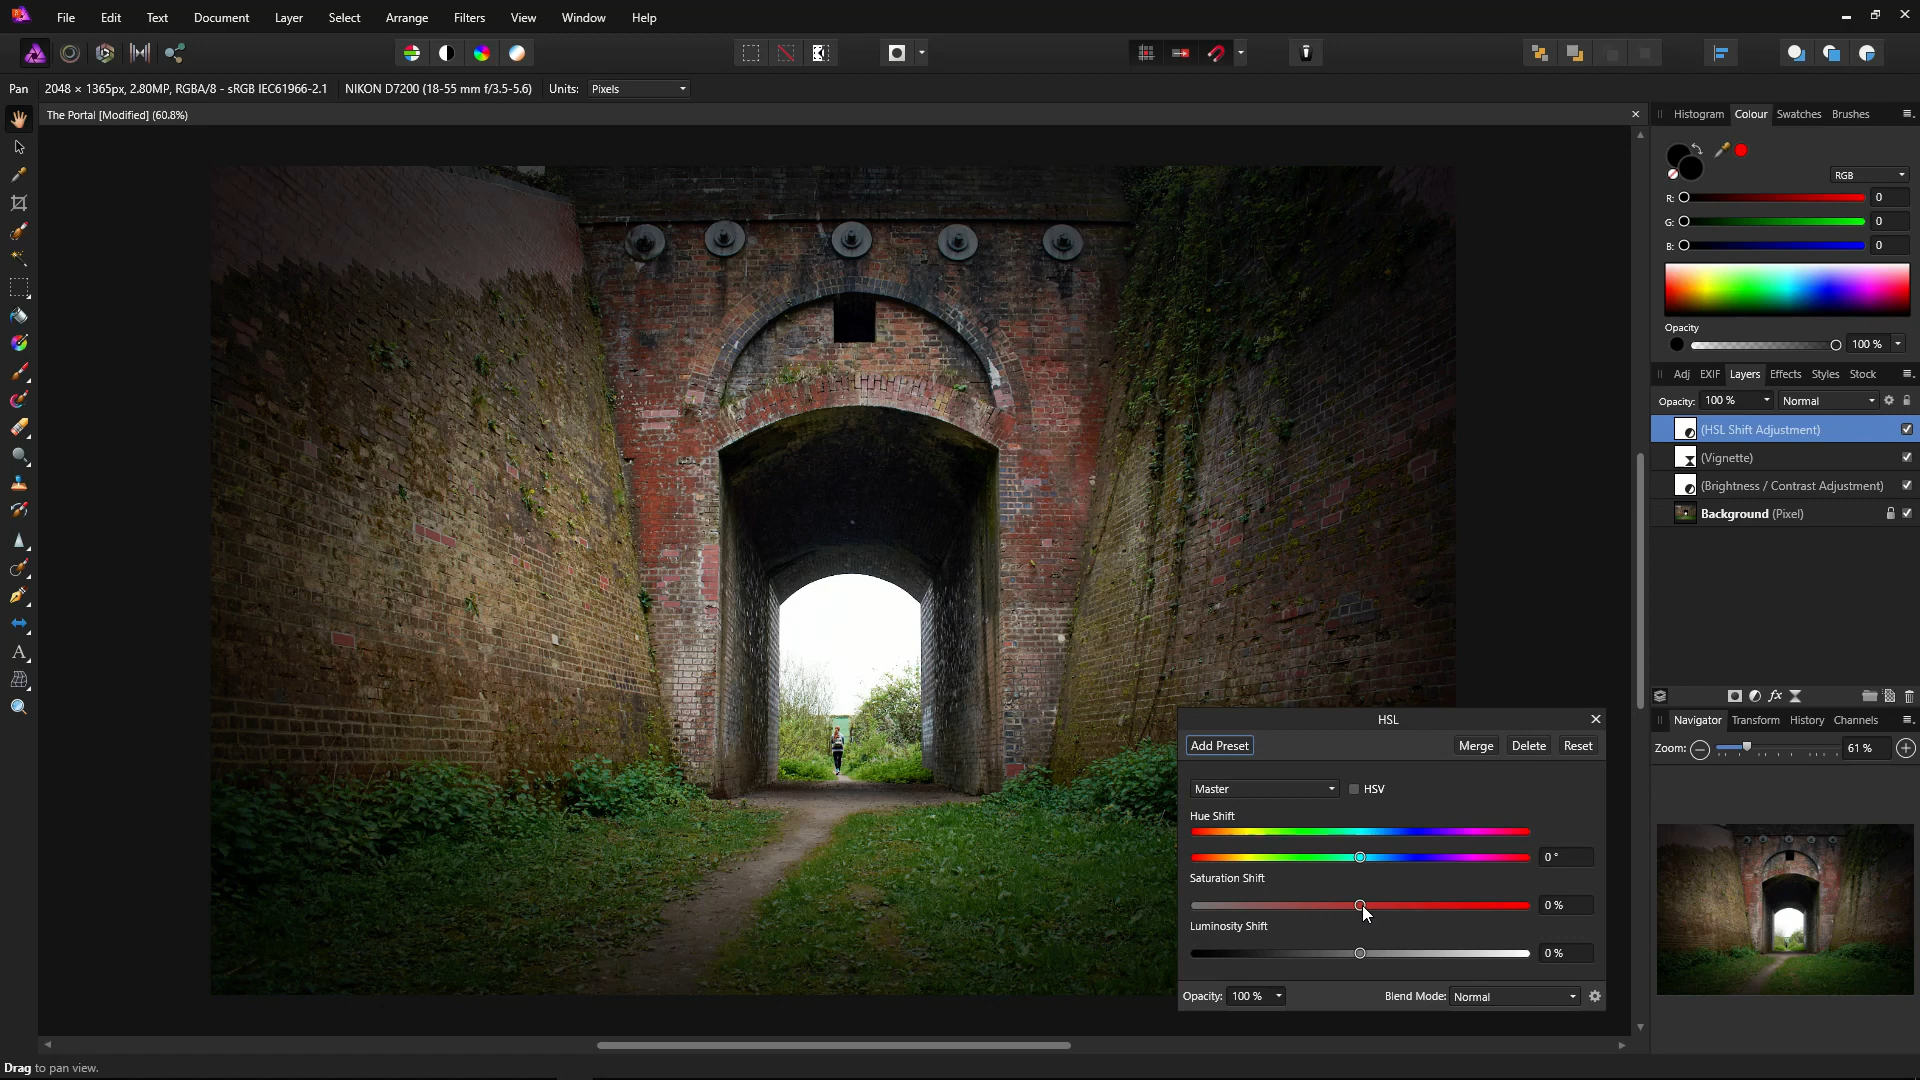 File Edit Text Document Layer Select Arrange Filters View Window Help
Pan 2048 × 1365px, 2.80MP, RGBA/8 - sRGB IEC61966-2.1 NIKON D7200 (18-55 mm f/3.5-5.6) Units: Pixels
The Portal [Modified] (60.8%)
Histogram Colour Swatches Brushes
RGB
R: 0
G: 0
B: 0
Opacity
100 %
Adj EXIF Layers Effects Styles Stock
Opacity: 100 % Normal
(HSL Shift Adjustment)
(Vignette)
(Brightness / Contrast Adjustment)
Background (Pixel)
fx
Navigator Transform History Channels
Zoom: 61 %
HSL
Add Preset Merge Delete Reset
Master HSV
Hue Shift
0 °
Saturation Shift
0 %
Luminosity Shift
0 %
Opacity: 100 % Blend Mode: Normal
Drag to pan view.